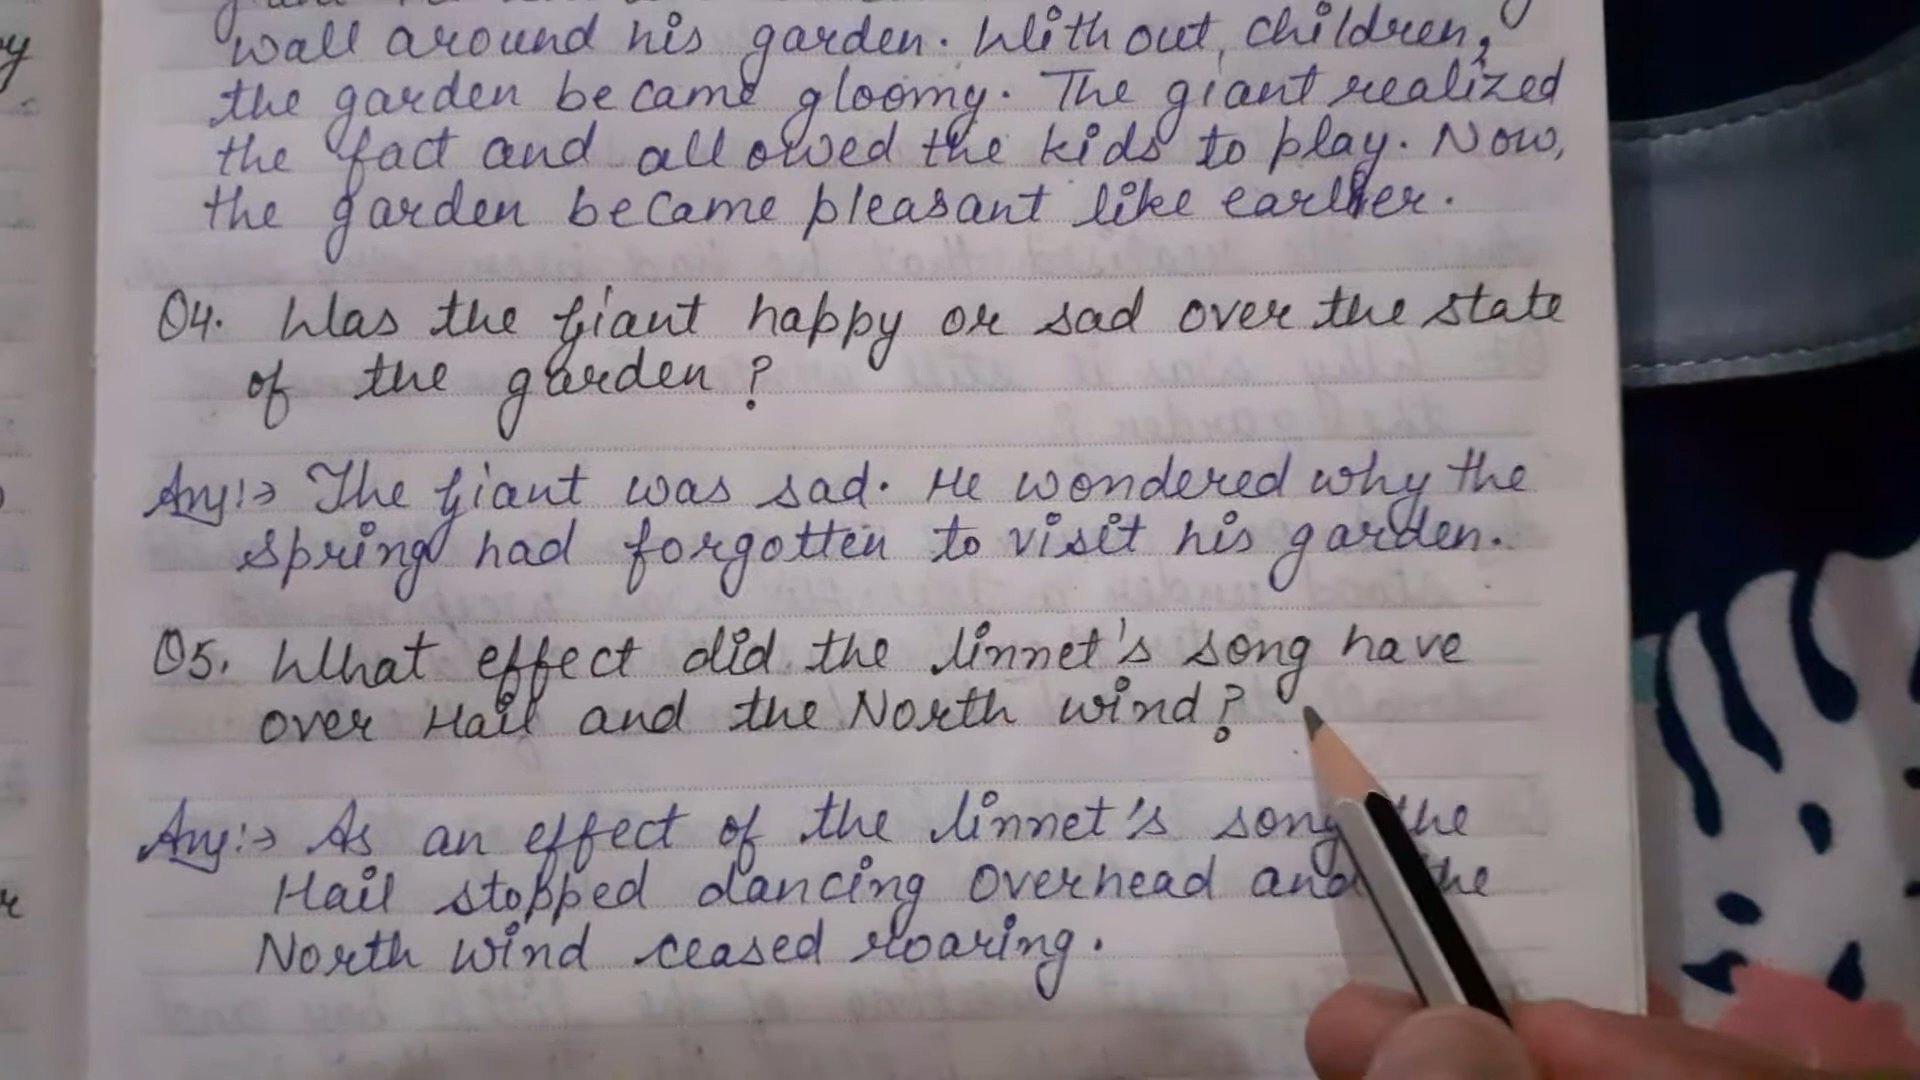 wall around his garden. Without, children,
the garden became gloomy. The giant realized
the fact and allowed the kids to play. Now,
the garden became pleasant like earlier.
Q4. Was the Giant happy or sad over the state
of the garden?
Ans:→ The Giant was sad. He wondered why the
spring had forgotten to visit his garden.
Q5. What effect did the linnet's song have
over Hail and the North wind?
Ans:→ As an effect of the linnet's song the
Hail stopped dancing overhead and the
North wind ceased roaring.